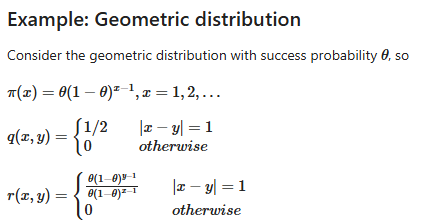 Example: Geometric distribution
Consider the geometric distribution with success probability θ, so
π(x) = θ(1 − θ)^{x−1}, x = 1, 2, …
q(x, y) = { 1/2 |x − y| = 1
0 otherwise
r(x, y) = { θ(1−θ)^{y−1} / θ(1−θ)^{x−1} |x − y| = 1
0 otherwise